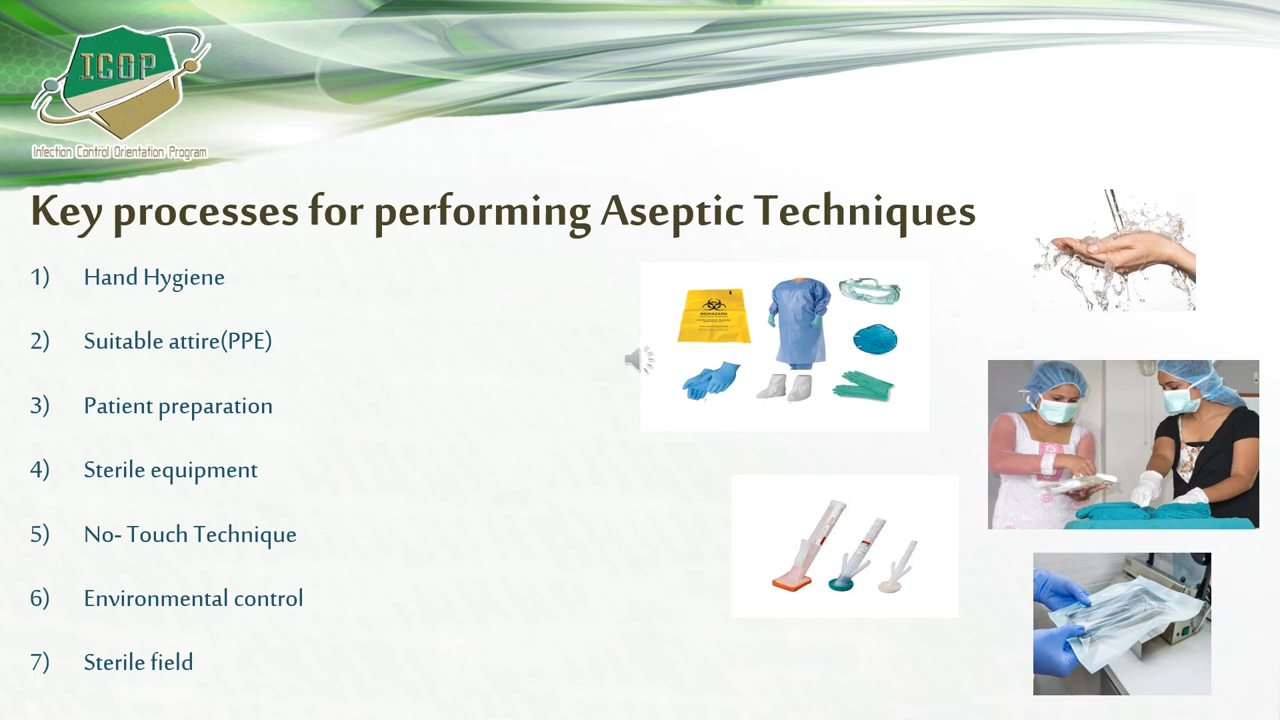 ICOP
Infection Control Orientation Program
Key processes for performing Aseptic Techniques
1) Hand Hygiene
2) Suitable attire(PPE)
3) Patient preparation
4) Sterile equipment
5) No- Touch Technique
6) Environmental control
7) Sterile field
BIOHAZARD